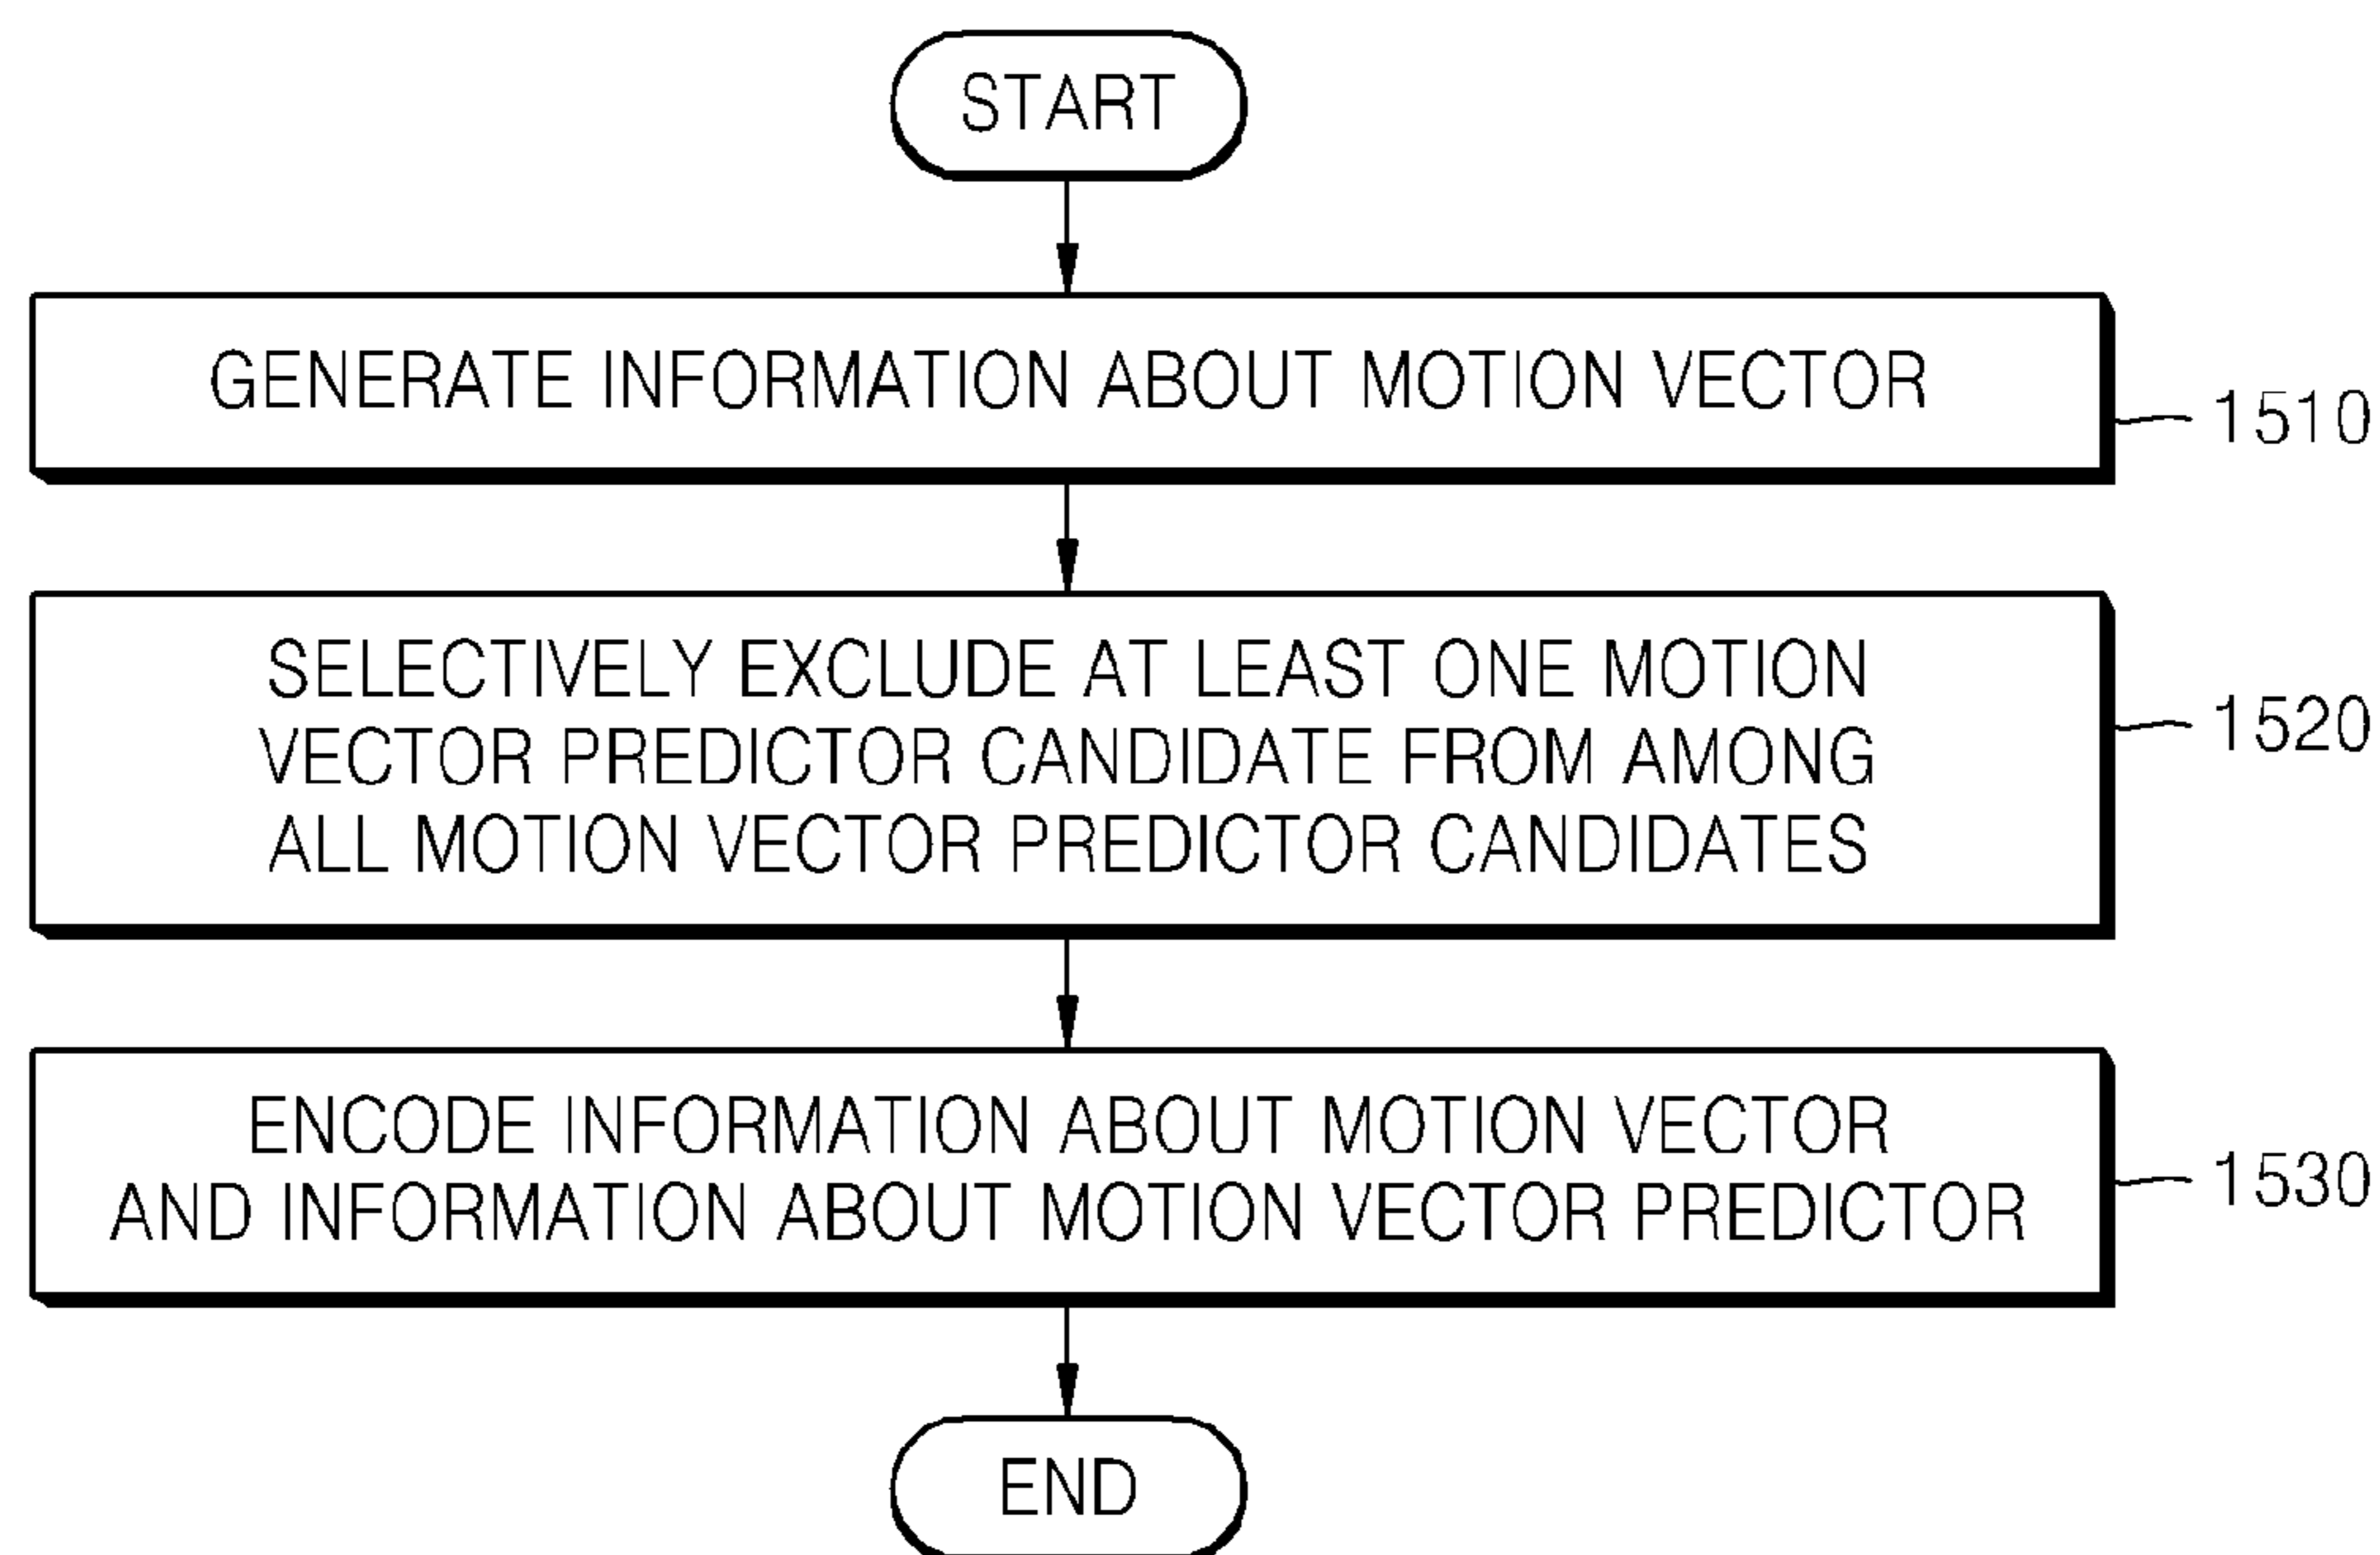 START
GENERATE INFORMATION ABOUT MOTION VECTOR
1510
SELECTIVELY EXCLUDE AT LEAST ONE MOTION
VECTOR PREDICTOR CANDIDATE FROM AMONG
ALL MOTION VECTOR PREDICTOR CANDIDATES
1520
ENCODE INFORMATION ABOUT MOTION VECTOR
AND INFORMATION ABOUT MOTION VECTOR PREDICTOR
1530
END